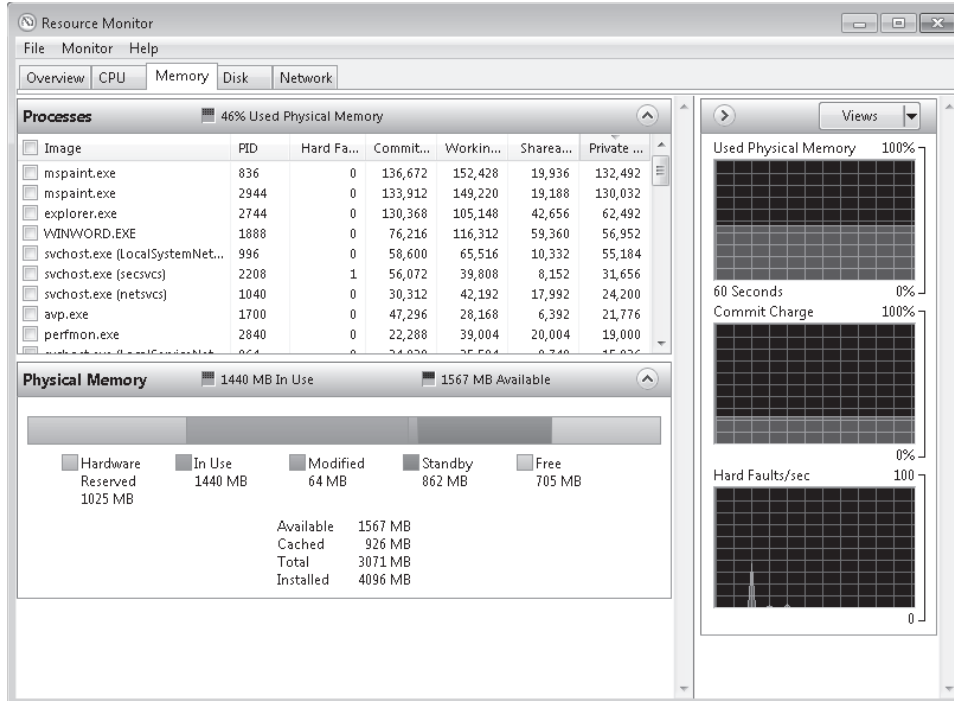 Resource Monitor
File Monitor Help
Overview CPU Memory Disk Network
Processes 46% Used Physical Memory
Image PID Hard Fa... Commit... Workin... Sharea... Private ...
mspaint.exe 836 0 136,672 152,428 19,936 132,492
mspaint.exe 2944 0 133,912 149,220 19,188 130,032
explorer.exe 2744 0 130,368 105,148 42,656 62,492
WINWORD.EXE 1888 0 76,216 116,312 59,360 56,952
svchost.exe (LocalSystemNet... 996 0 58,600 65,516 10,332 55,184
svchost.exe (secsvcs) 2208 1 56,072 39,808 8,152 31,656
svchost.exe (netsvcs) 1040 0 30,312 42,192 17,992 24,200
avp.exe 1700 0 47,296 28,168 6,392 21,776
perfmon.exe 2840 0 22,288 39,004 20,004 19,000
Physical Memory 1440 MB In Use 1567 MB Available
Hardware Reserved 1025 MB
In Use 1440 MB
Modified 64 MB
Standby 862 MB
Free 705 MB
Available 1567 MB
Cached 926 MB
Total 3071 MB
Installed 4096 MB
Views
Used Physical Memory 100%
60 Seconds 0%
Commit Charge 100%
0%
Hard Faults/sec 100
0